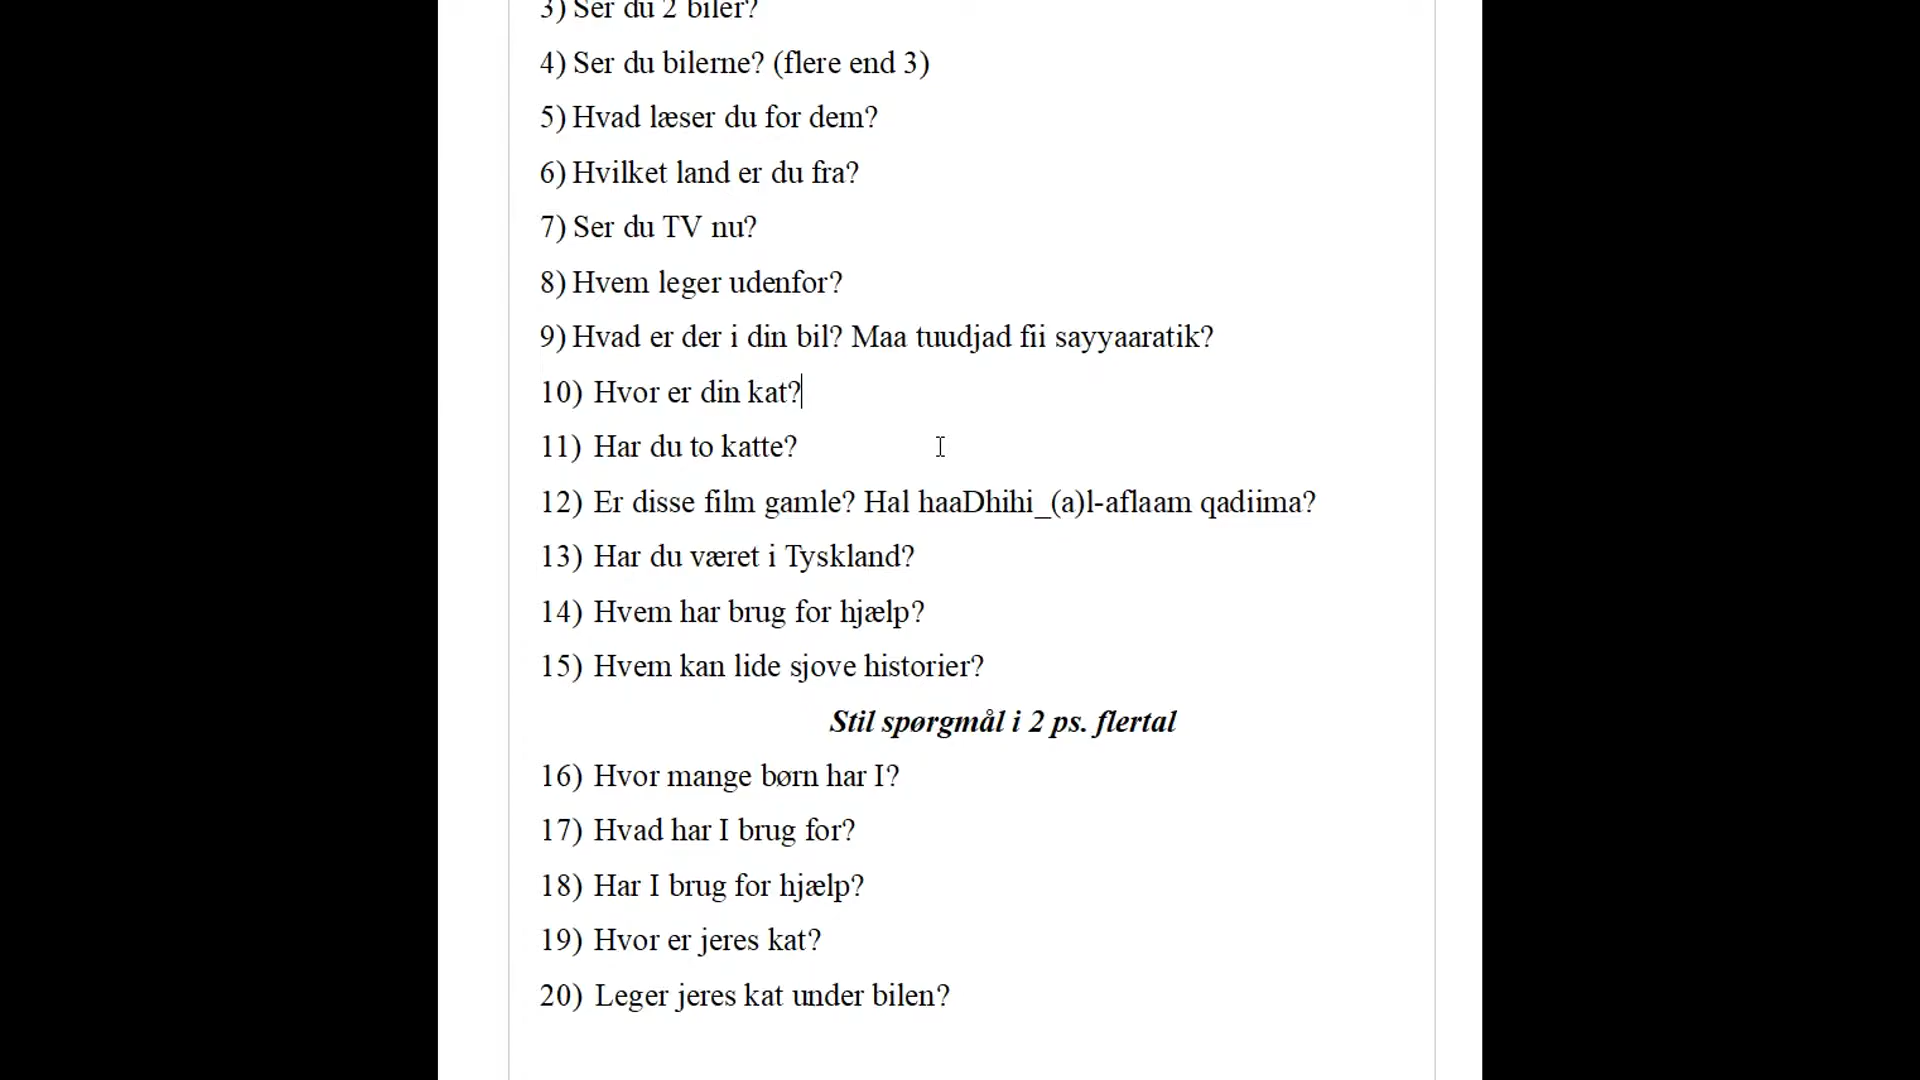 3) Ser du 2 biler?
4) Ser du bilerne? (flere end 3)
5) Hvad læser du for dem?
6) Hvilket land er du fra?
7) Ser du TV nu?
8) Hvem leger udenfor?
9) Hvad er der i din bil? Maa tuudjad fii sayyaaratik?
10) Hvor er din kat?
11) Har du to katte?
12) Er disse film gamle? Hal haaDhihi_(a)l-aflaam qadiima?
13) Har du været i Tyskland?
14) Hvem har brug for hjælp?
15) Hvem kan lide sjove historier?
Stil spørgmål i 2 ps. flertal
16) Hvor mange børn har I?
17) Hvad har I brug for?
18) Har I brug for hjælp?
19) Hvor er jeres kat?
20) Leger jeres kat under bilen?